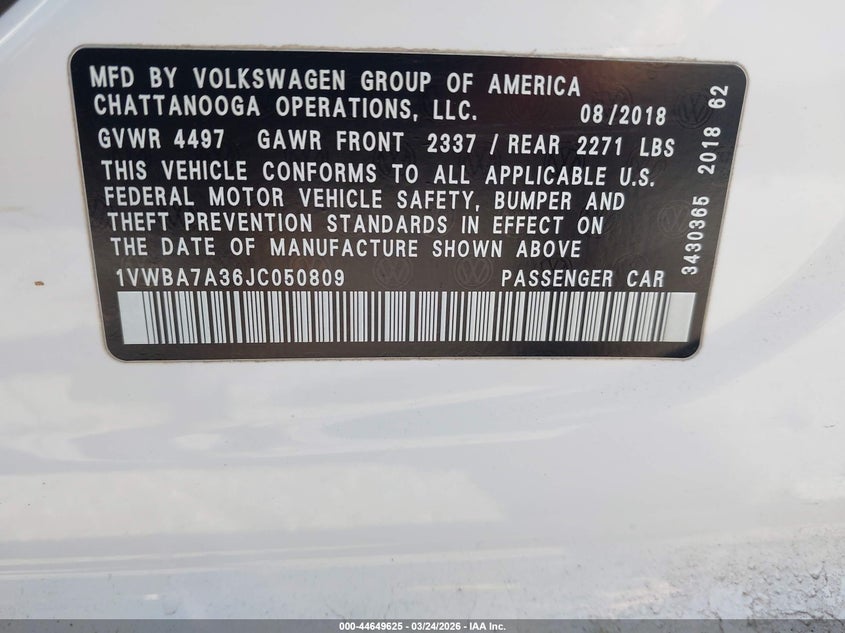 MFD BY VOLKSWAGEN GROUP OF AMERICA
CHATTANOOGA OPERATIONS, LLC. 08/2018
GVWR 4497 GAWR FRONT 2337 / REAR 2271 LBS
THIS VEHICLE CONFORMS TO ALL APPLICABLE U.S.
FEDERAL MOTOR VEHICLE SAFETY, BUMPER AND
THEFT PREVENTION STANDARDS IN EFFECT ON
THE DATE OF MANUFACTURE SHOWN ABOVE
1VWBA7A36JC050809 PASSENGER CAR
3430365 2018 62
000-44649625 - 03/24/2026 - IAA Inc.